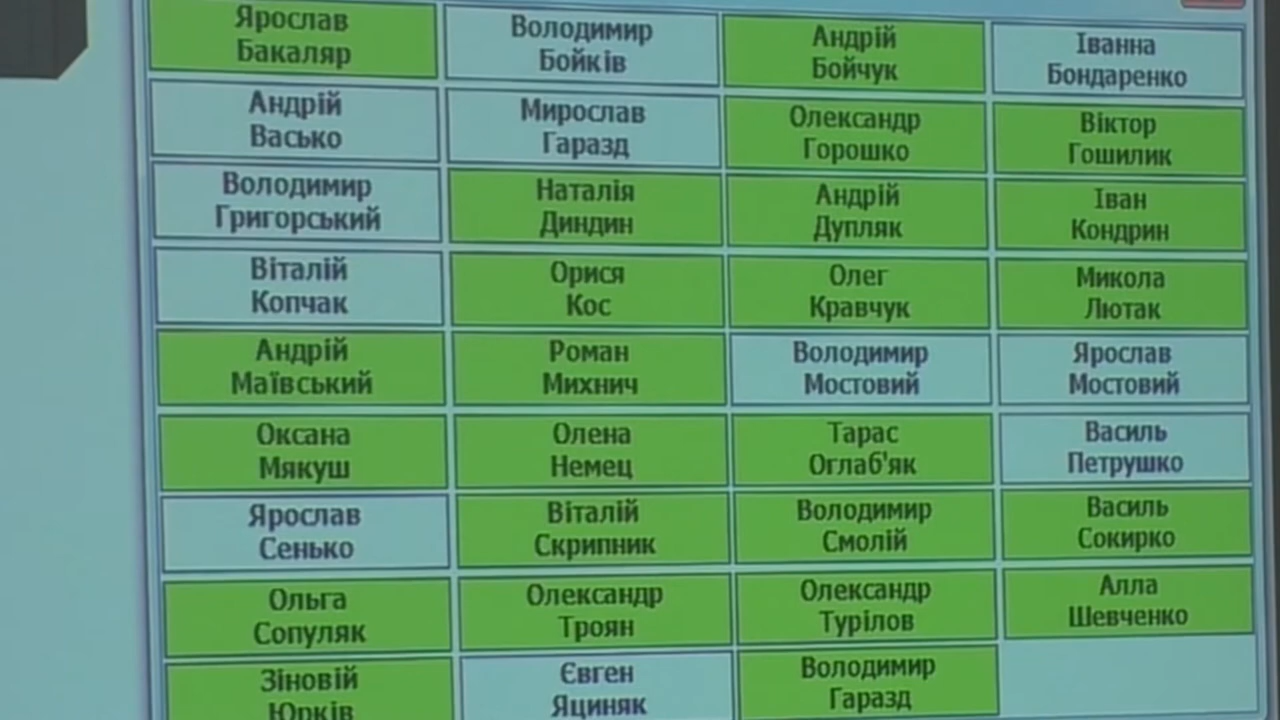 Ярослав
Бакаляр
Володимир
Бойків
Андрій
Бойчук
Іванна
Бондаренко
Андрій
Васько
Мирослав
Гаразд
Олександр
Горошко
Віктор
Гошилик
Володимир
Григорський
Наталія
Диндин
Андрій
Дупляк
Іван
Кондрин
Віталій
Копчак
Орися
Кос
Олег
Кравчук
Микола
Лютак
Андрій
Маївський
Роман
Михнич
Володимир
Мостовий
Ярослав
Мостовий
Оксана
Мякуш
Олена
Немец
Тарас
Оглаб'як
Василь
Петрушко
Ярослав
Сенько
Віталій
Скрипник
Володимир
Смолій
Василь
Сокирко
Ольга
Сопуляк
Олександр
Троян
Олександр
Турілов
Алла
Шевченко
Зіновій
Юрків
Євген
Яциняк
Володимир
Гаразд